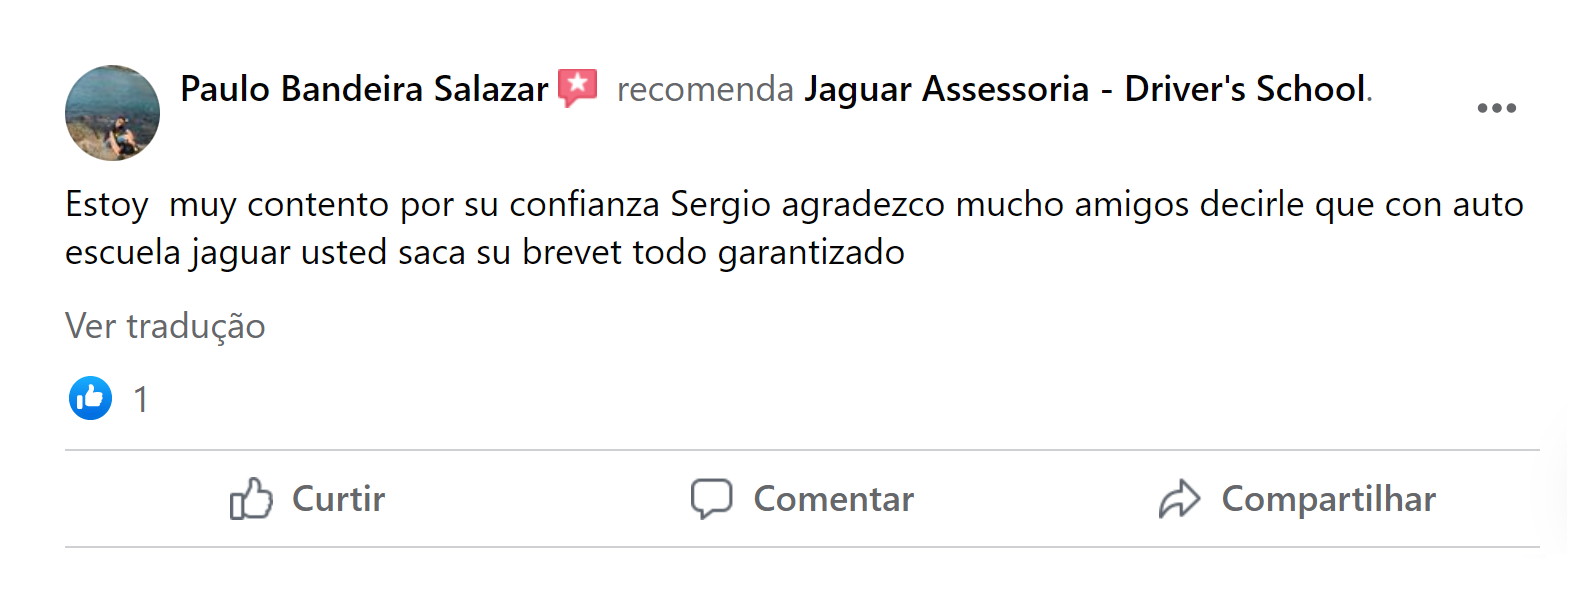 Paulo Bandeira Salazar recomenda Jaguar Assessoria - Driver's School.
Estoy  muy contento por su confianza Sergio agradezco mucho amigos decirle que con auto
escuela jaguar usted saca su brevet todo garantizado
Ver tradução
1
Curtir Comentar Compartilhar